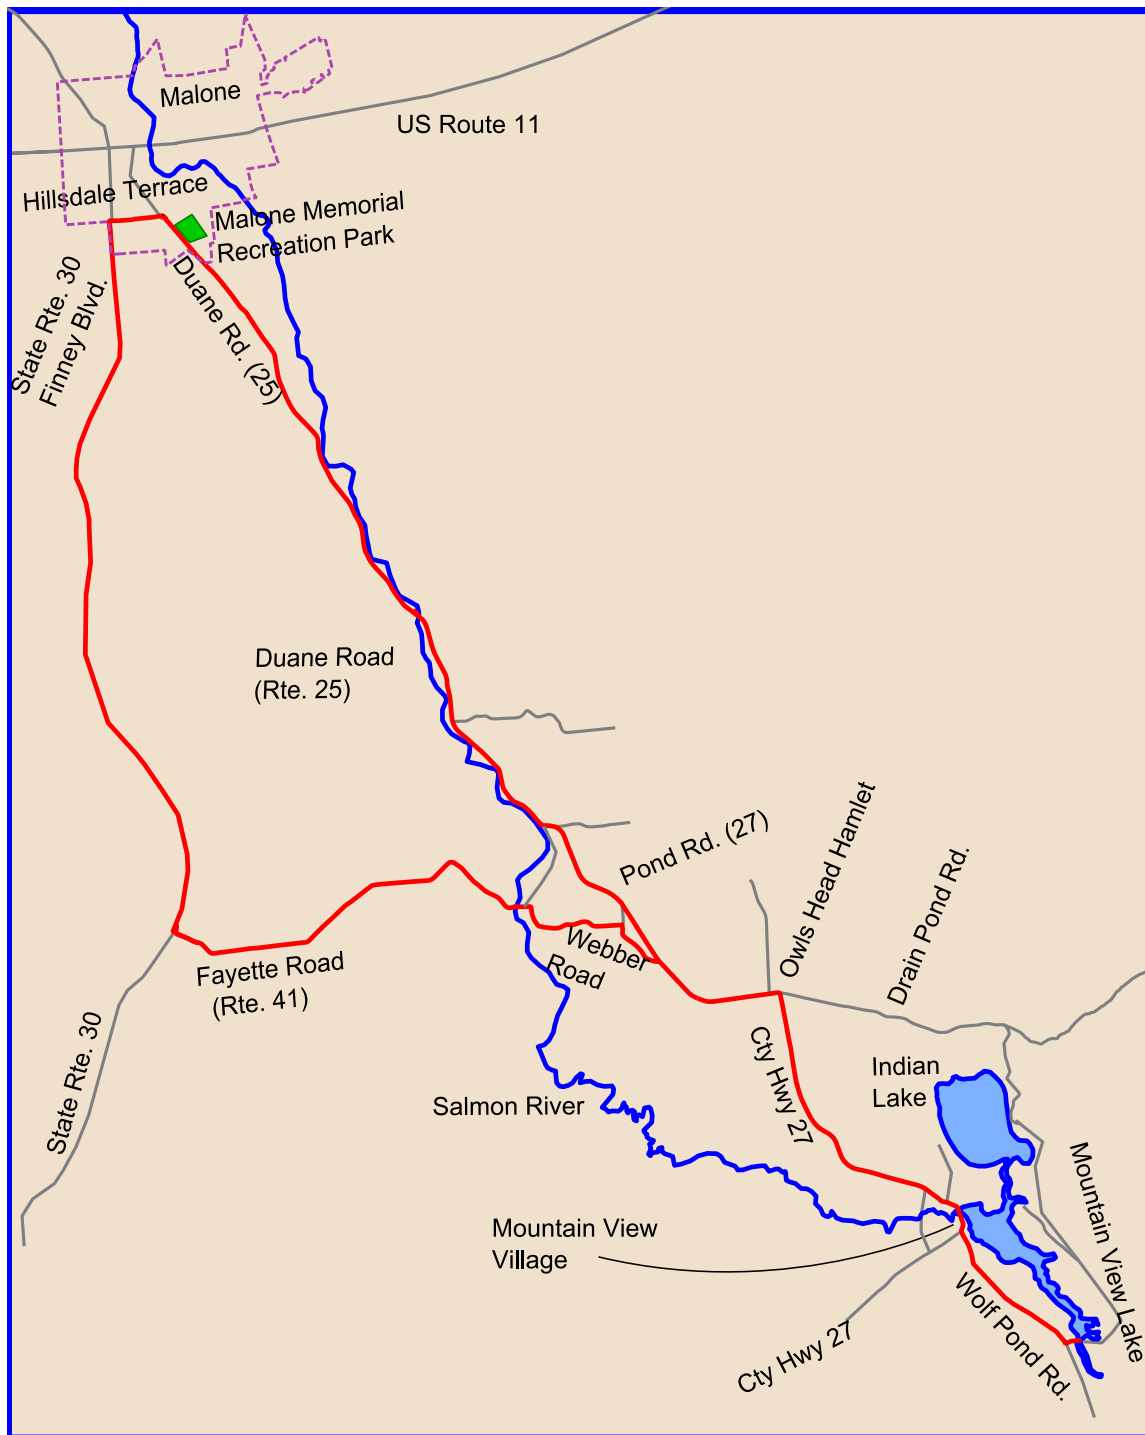 Malone
US Route 11
Hillsdale Terrace
Malone Memorial
Recreation Park
State Rte. 30
Finney Blvd.
Duane Rd. (25)
Duane Road
(Rte. 25)
Pond Rd. (27)
Owls Head Hamlet
Drain Pond Rd.
Webber
Road
Fayette Road
(Rte. 41)
State Rte. 30
Cty Hwy 27
Indian
Lake
Salmon River
Mountain View Lake
Mountain View
Village
Wolf Pond Rd.
Cty Hwy 27